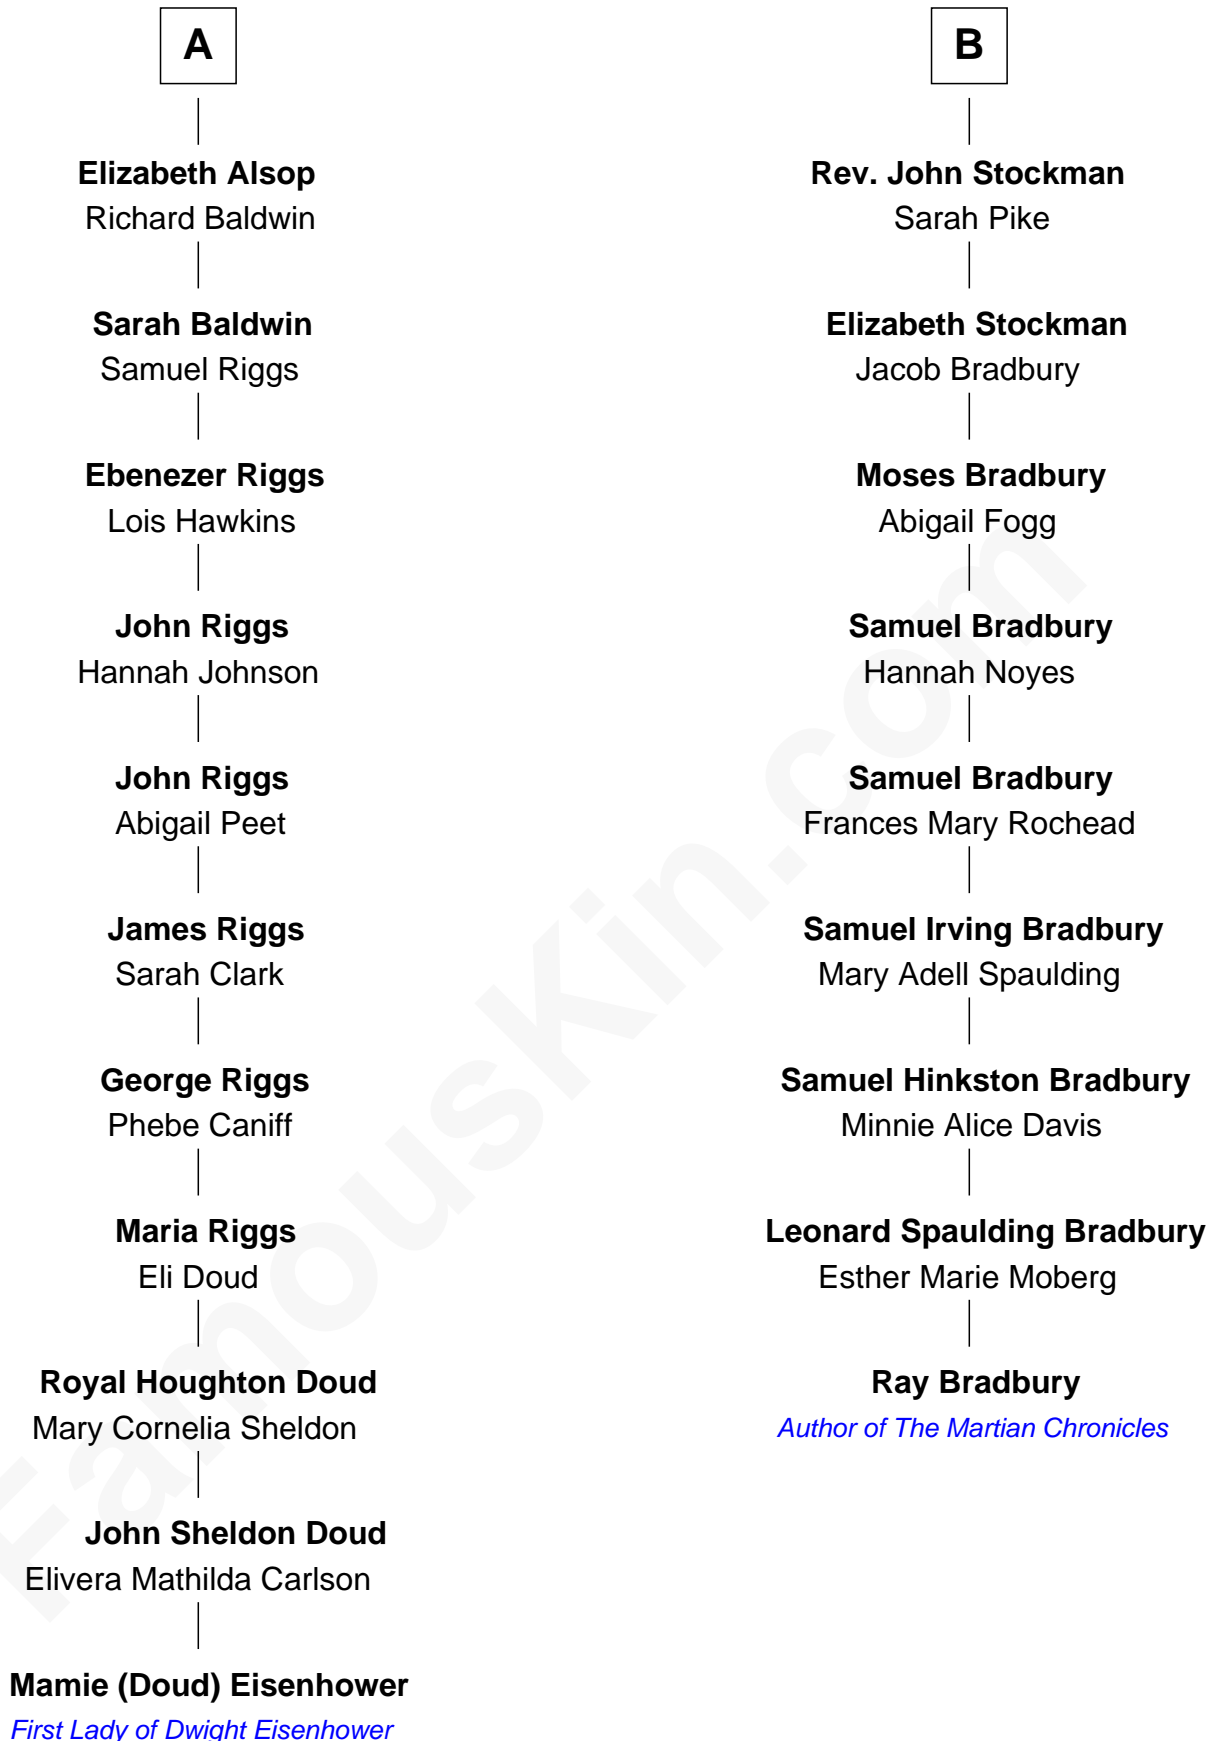 A
Elizabeth Alsop
Richard Baldwin
Sarah Baldwin
Samuel Riggs
Ebenezer Riggs
Lois Hawkins
John Riggs
Hannah Johnson
John Riggs
Abigail Peet
James Riggs
Sarah Clark
George Riggs
Phebe Caniff
Maria Riggs
Eli Doud
Royal Houghton Doud
Mary Cornelia Sheldon
John Sheldon Doud
Elivera Mathilda Carlson
Mamie (Doud) Eisenhower
First Lady of Dwight Eisenhower
B
Rev. John Stockman
Sarah Pike
Elizabeth Stockman
Jacob Bradbury
Moses Bradbury
Abigail Fogg
Samuel Bradbury
Hannah Noyes
Samuel Bradbury
Frances Mary Rochead
Samuel Irving Bradbury
Mary Adell Spaulding
Samuel Hinkston Bradbury
Minnie Alice Davis
Leonard Spaulding Bradbury
Esther Marie Moberg
Ray Bradbury
Author of The Martian Chronicles
FamousKin.com